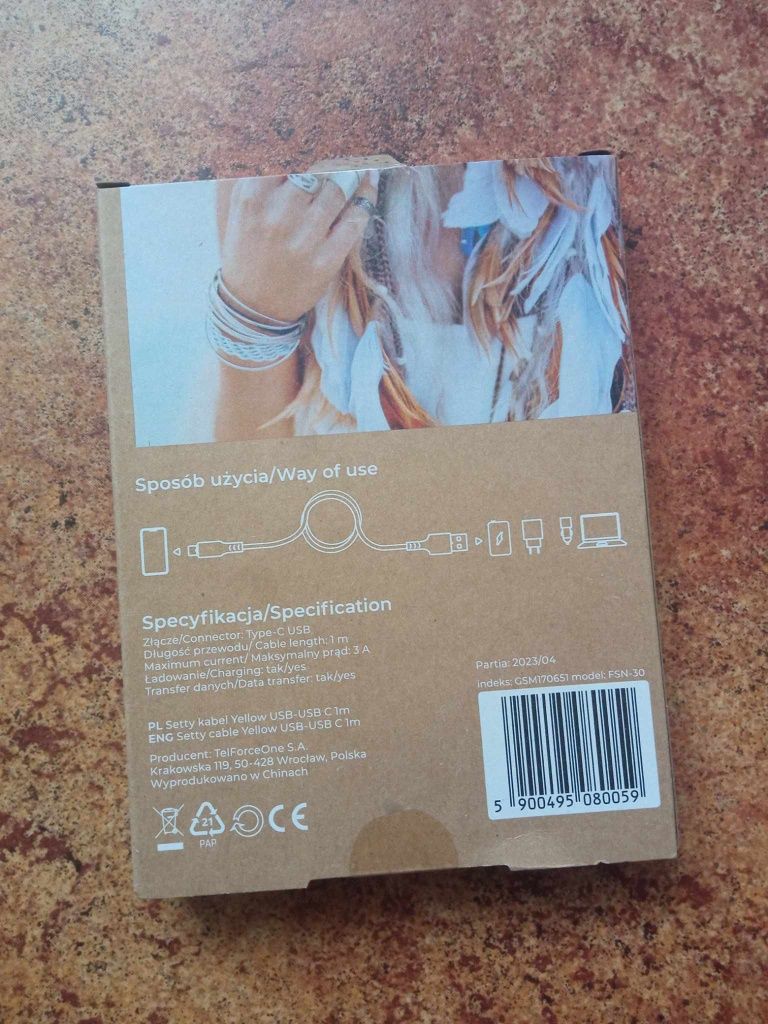 Sposób użycia/Way of use
Specyfikacja/Specification
Złącze/Connector: Type-C USB
Długość przewodu/ Cable length: 1 m
Maximum current/ Maksymalny prąd: 3 A
Ładowanie/Charging: tak/yes
Transfer danych/Data transfer: tak/yes
PL Setty kabel Yellow USB-USB C 1m
ENG Setty cable Yellow USB-USB C 1m
Producent: TelForceOne S.A.
Krakowska 119, 50-428 Wrocław, Polska
Wyprodukowano w Chinach
21
PAP
CE
Partia: 2023/04
indeks: GSM170651 model: FSN-30
5 900495 080059